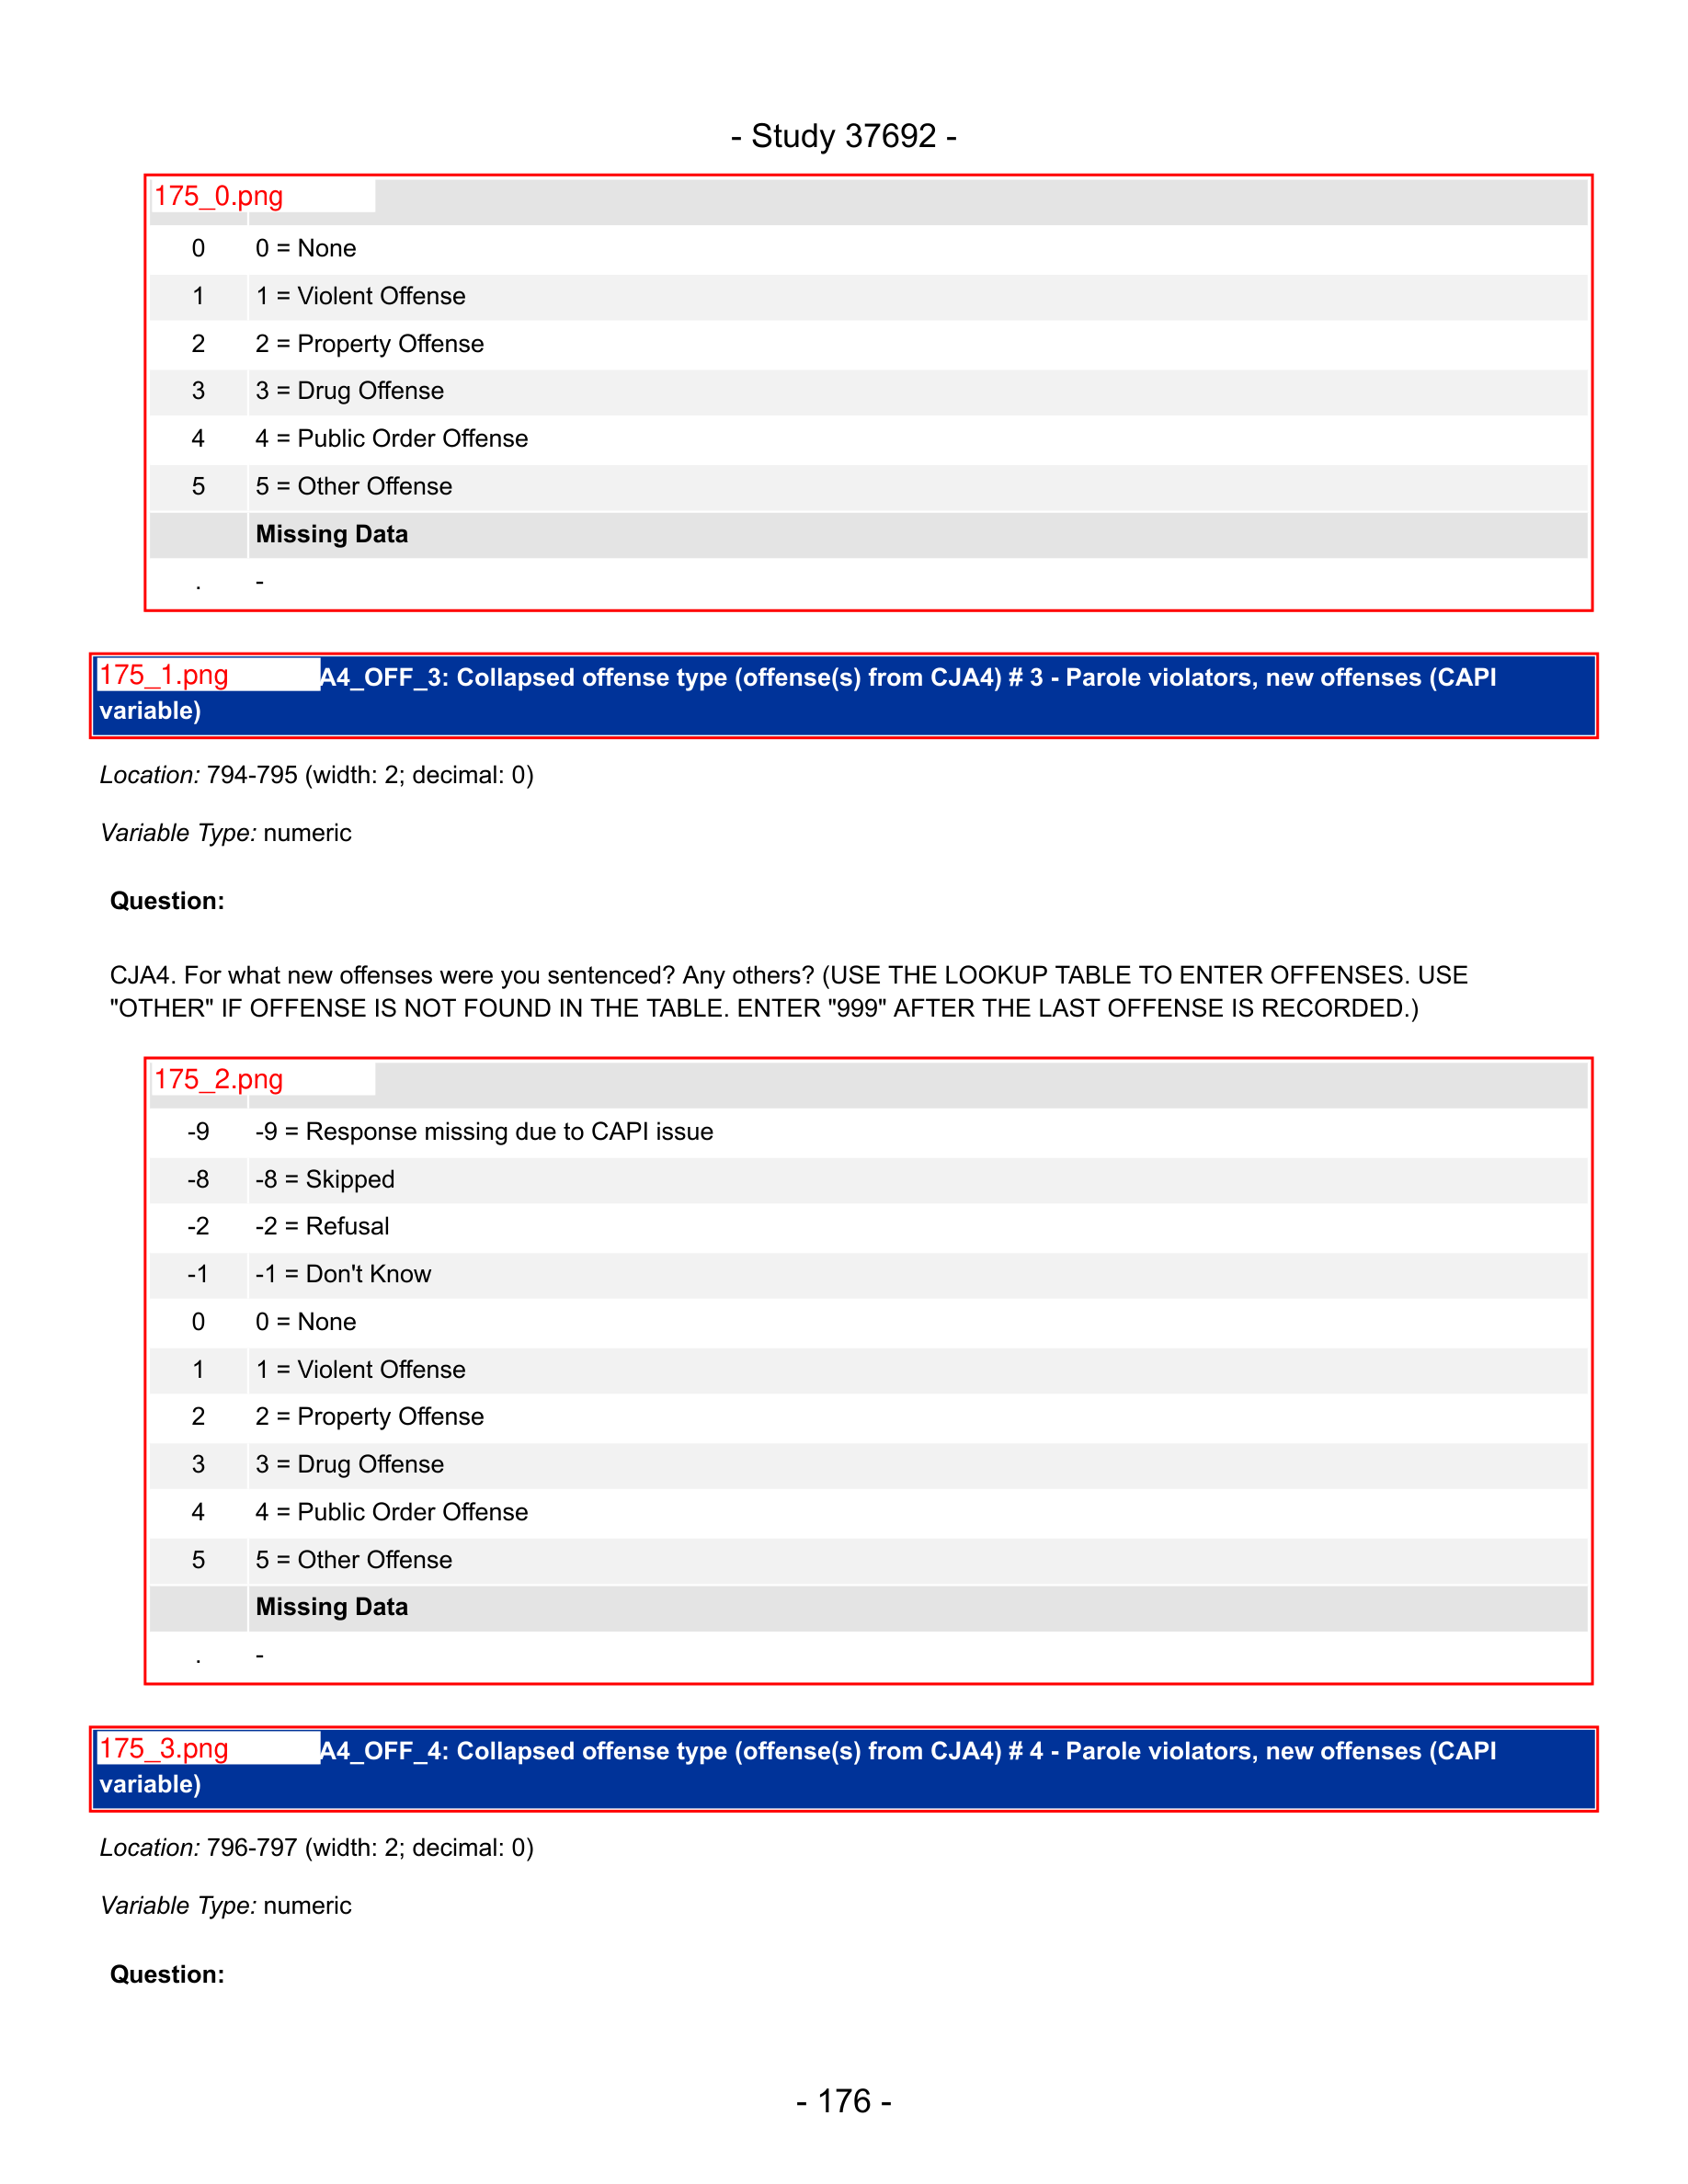 - Study 37692 -
175_0.png
0 0 = None
1 1 = Violent Offense
2 2 = Property Offense
3 3 = Drug Offense
4 4 = Public Order Offense
5 5 = Other Offense
Missing Data
. -
175_1.png A4_OFF_3: Collapsed offense type (offense(s) from CJA4) # 3 - Parole violators, new offenses (CAPI
variable)
Location: 794-795 (width: 2; decimal: 0)
Variable Type: numeric
Question:
CJA4. For what new offenses were you sentenced? Any others? (USE THE LOOKUP TABLE TO ENTER OFFENSES. USE
"OTHER" IF OFFENSE IS NOT FOUND IN THE TABLE. ENTER "999" AFTER THE LAST OFFENSE IS RECORDED.)
175_2.png
-9 -9 = Response missing due to CAPI issue
-8 -8 = Skipped
-2 -2 = Refusal
-1 -1 = Don't Know
0 0 = None
1 1 = Violent Offense
2 2 = Property Offense
3 3 = Drug Offense
4 4 = Public Order Offense
5 5 = Other Offense
Missing Data
. -
175_3.png A4_OFF_4: Collapsed offense type (offense(s) from CJA4) # 4 - Parole violators, new offenses (CAPI
variable)
Location: 796-797 (width: 2; decimal: 0)
Variable Type: numeric
Question:
- 176 -